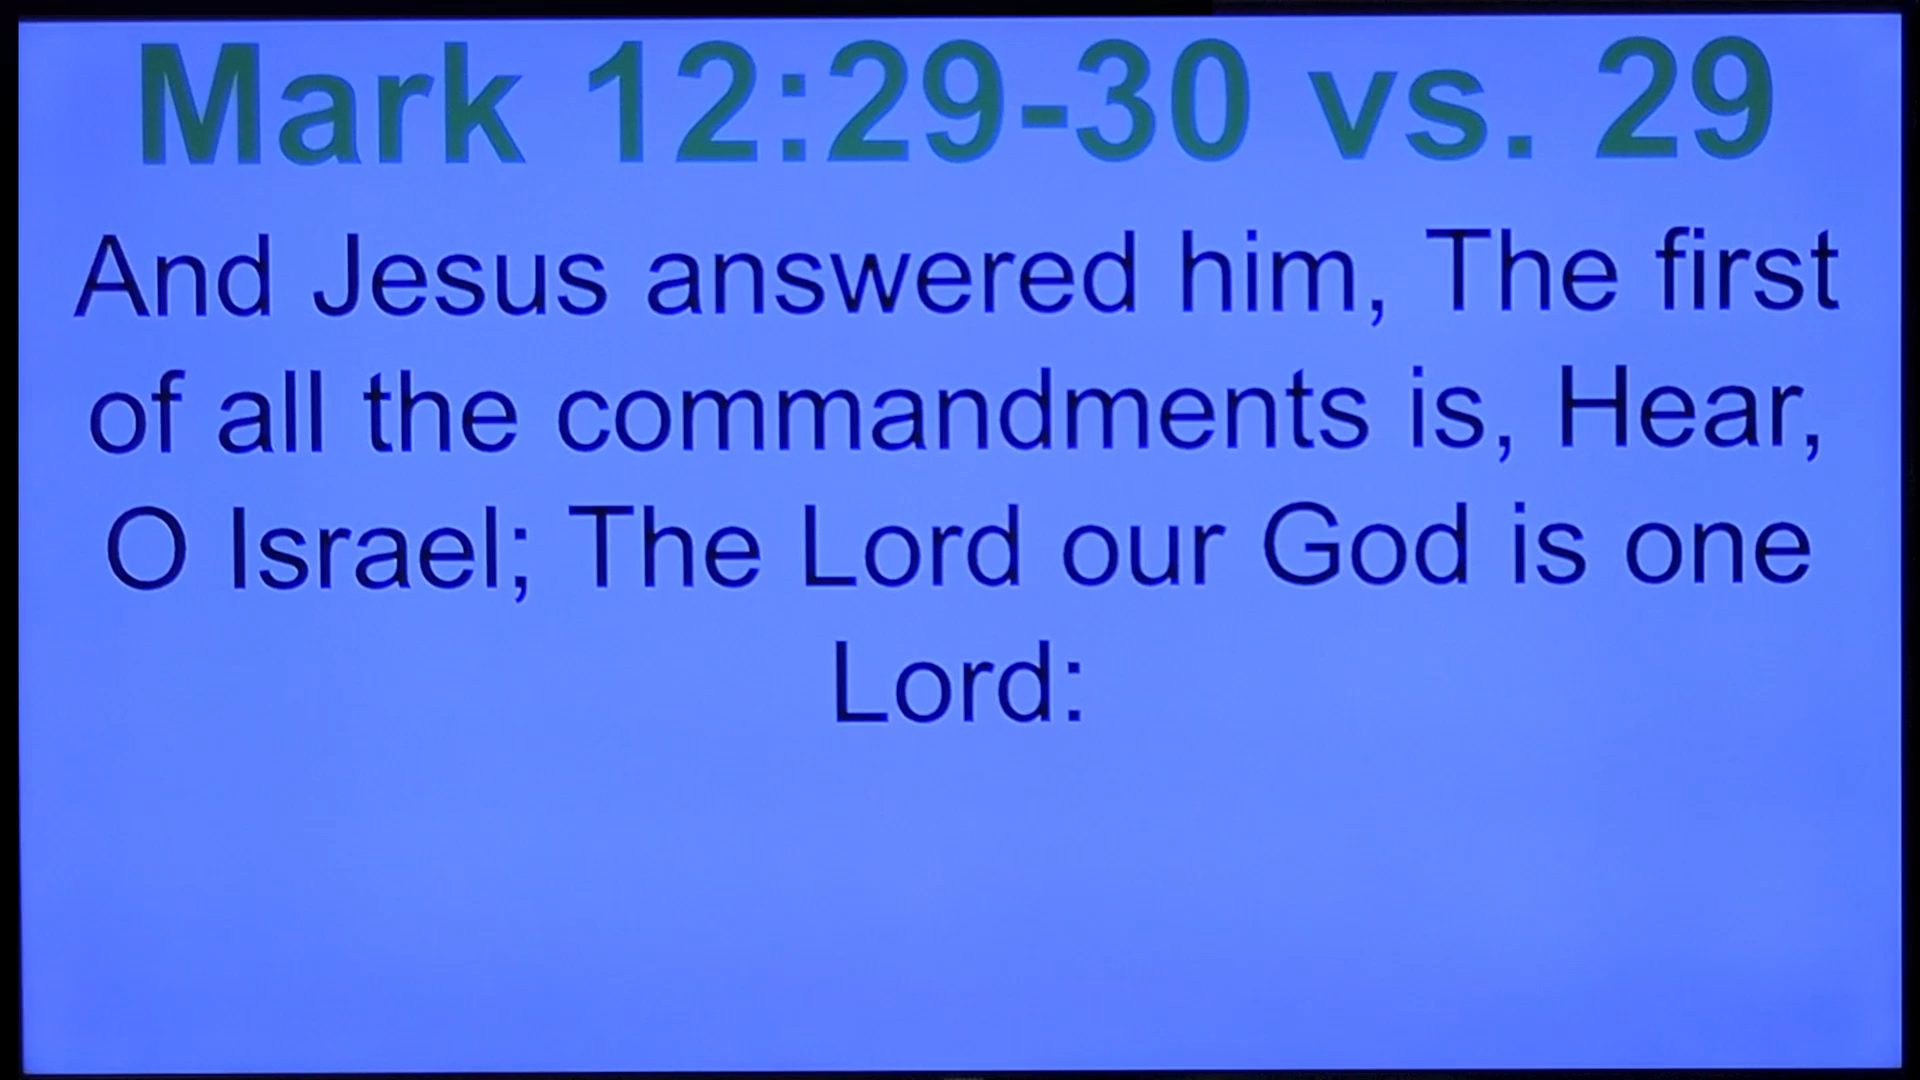 Mark 12:29-30 vs. 29
And Jesus answered him, The first
of all the commandments is, Hear,
O Israel; The Lord our God is one
Lord: